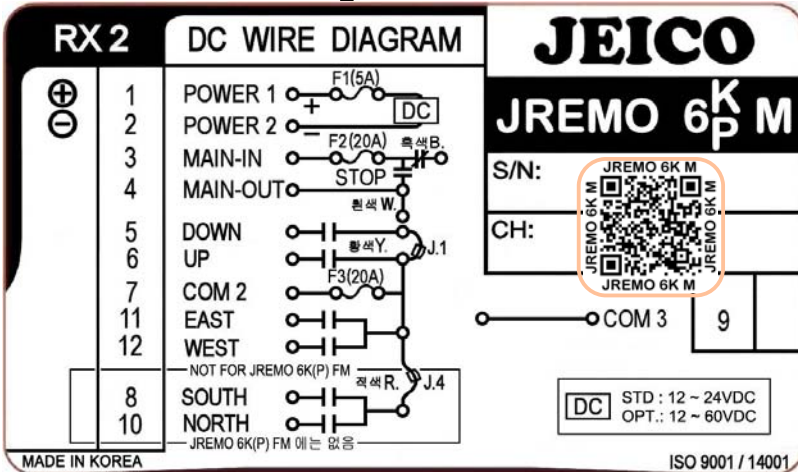 RX 2 DC WIRE DIAGRAM
JEICO
JREMO 6K/P M
S/N:
CH:
JREMO 6K M
JREMO 6K M
JREMO 6K M
JREMO 6K M
⊕ 1 POWER 1 + F1(5A) DC
⊖ 2 POWER 2 −
3 MAIN-IN F2(20A) 흑색B.
4 MAIN-OUT STOP
흰색 W.
5 DOWN
황색Y. J.1
6 UP
F3(20A)
7 COM 2
11 EAST
12 WEST
COM 3 9
NOT FOR JREMO 6K(P) FM
적색R. J.4
8 SOUTH
10 NORTH
JREMO 6K(P) FM 에는 없음
DC STD : 12 ~ 24VDC
OPT.: 12 ~ 60VDC
MADE IN KOREA
ISO 9001 / 14001